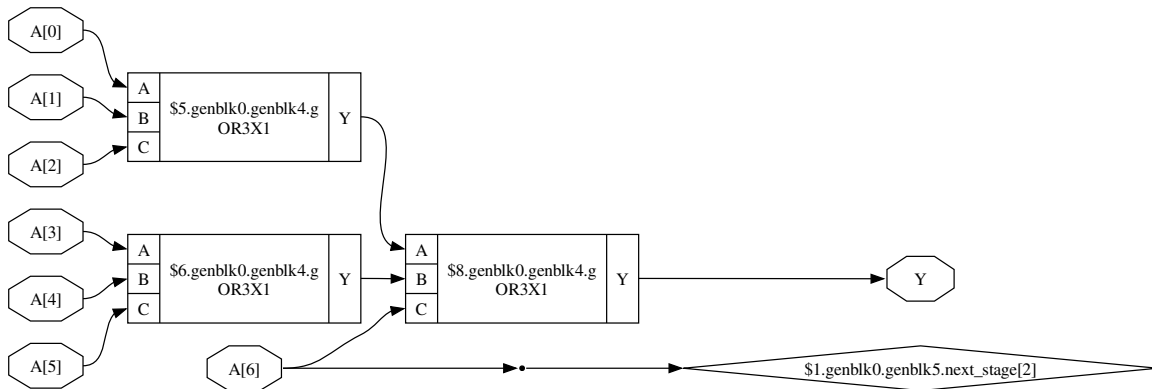 A[0]
A[1]
A[2]
A
B
C
$5.genblk0.genblk4.g
OR3X1
Y
A[3]
A[4]
A[5]
A
B
C
$6.genblk0.genblk4.g
OR3X1
Y
A
B
C
$8.genblk0.genblk4.g
OR3X1
Y
Y
A[6]
$1.genblk0.genblk5.next_stage[2]